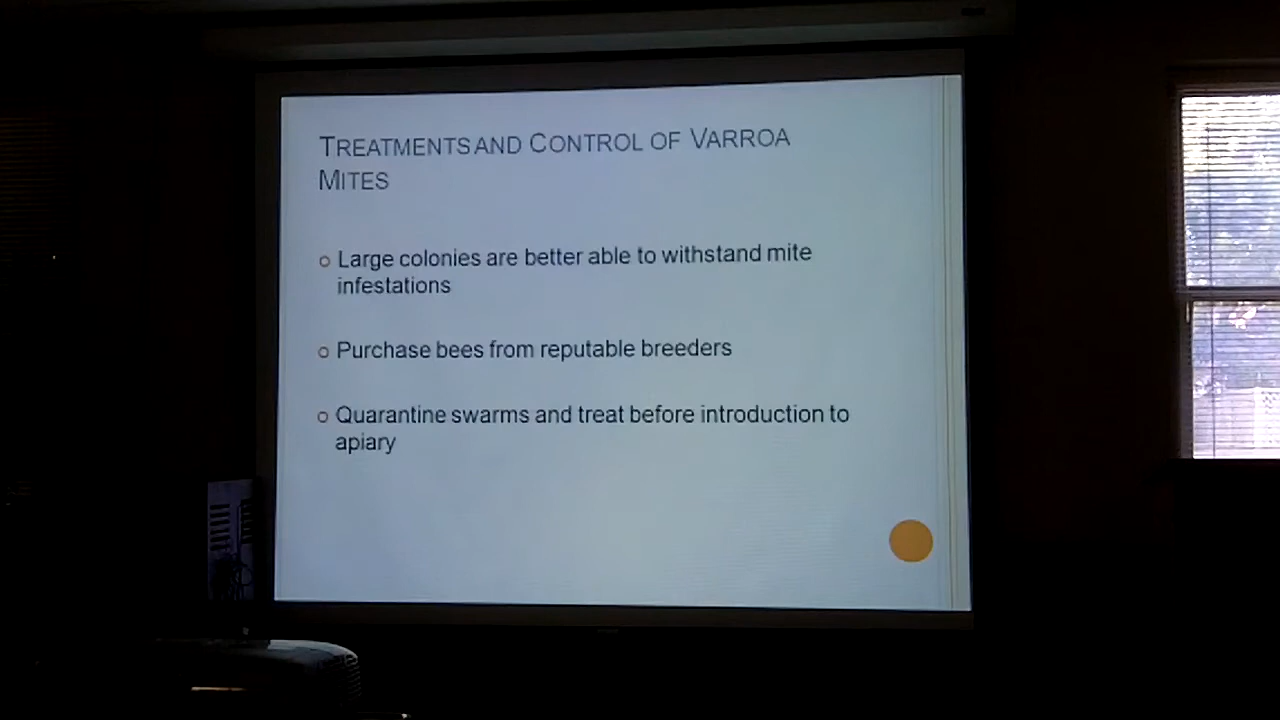 TREATMENTS AND CONTROL OF VARROA
MITES
Large colonies are better able to withstand mite
infestations
Purchase bees from reputable breeders
Quarantine swarms and treat before introduction to
apiary